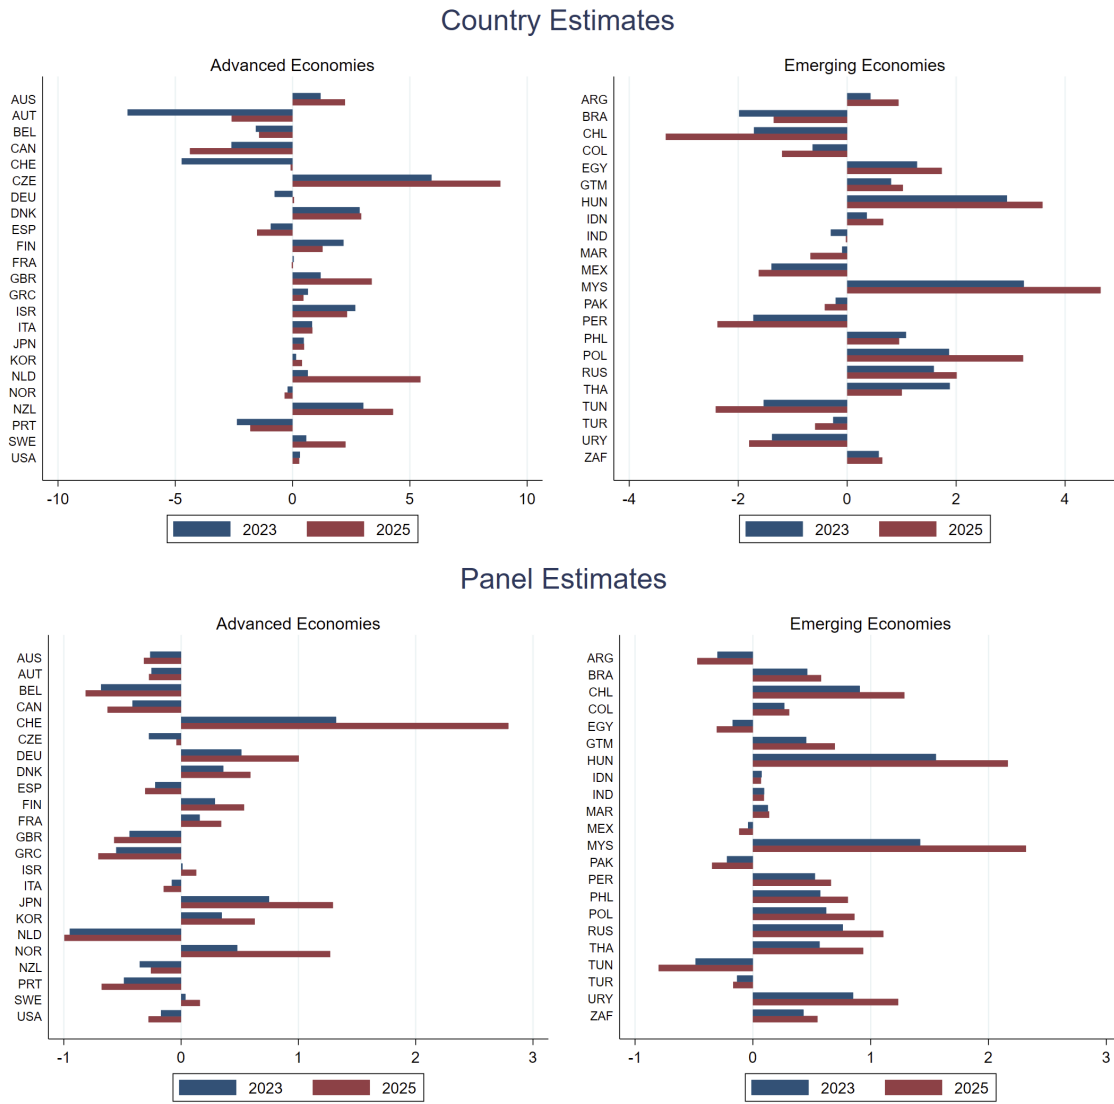 Country Estimates
Advanced Economies
AUS
AUT
BEL
CAN
CHE
CZE
DEU
DNK
ESP
FIN
FRA
GBR
GRC
ISR
ITA
JPN
KOR
NLD
NOR
NZL
PRT
SWE
USA
-10 -5 0 5 10
2023 2025
Emerging Economies
ARG
BRA
CHL
COL
EGY
GTM
HUN
IDN
IND
MAR
MEX
MYS
PAK
PER
PHL
POL
RUS
THA
TUN
TUR
URY
ZAF
-4 -2 0 2 4
2023 2025
Panel Estimates
Advanced Economies
AUS
AUT
BEL
CAN
CHE
CZE
DEU
DNK
ESP
FIN
FRA
GBR
GRC
ISR
ITA
JPN
KOR
NLD
NOR
NZL
PRT
SWE
USA
-1 0 1 2 3
2023 2025
Emerging Economies
ARG
BRA
CHL
COL
EGY
GTM
HUN
IDN
IND
MAR
MEX
MYS
PAK
PER
PHL
POL
RUS
THA
TUN
TUR
URY
ZAF
-1 0 1 2 3
2023 2025